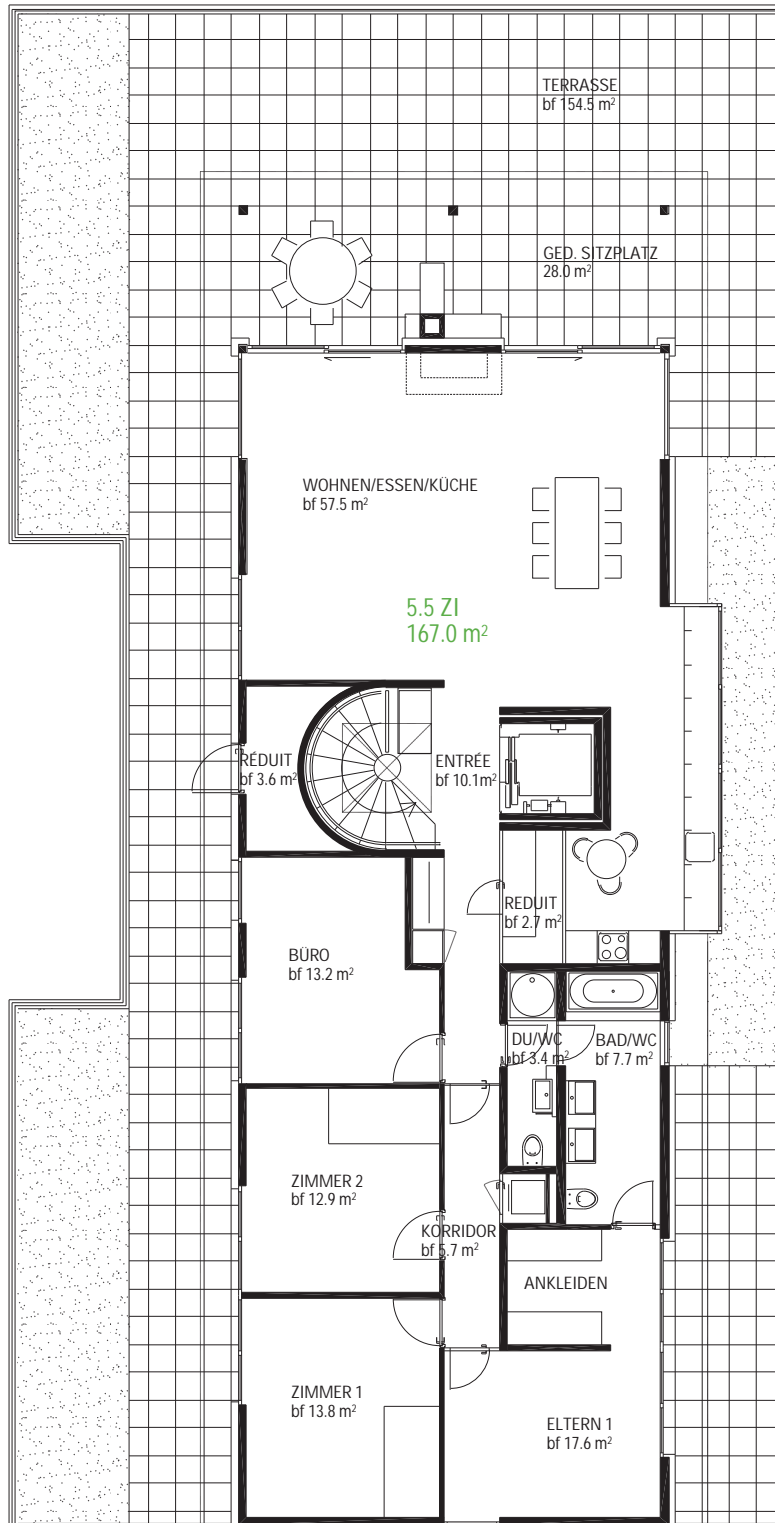 TERRASSE
bf 154.5 m²
GED. SITZPLATZ
28.0 m²
WOHNEN/ESSEN/KÜCHE
bf 57.5 m²
5.5 ZI
167.0 m²
RÉDUIT
bf 3.6 m²
ENTRÉE
bf 10.1m²
REDUIT
bf 2.7 m²
BÜRO
bf 13.2 m²
DU/WC
bf 3.4 m²
BAD/WC
bf 7.7 m²
ZIMMER 2
bf 12.9 m²
KORRIDOR
bf 5.7 m²
ANKLEIDEN
ZIMMER 1
bf 13.8 m²
ELTERN 1
bf 17.6 m²